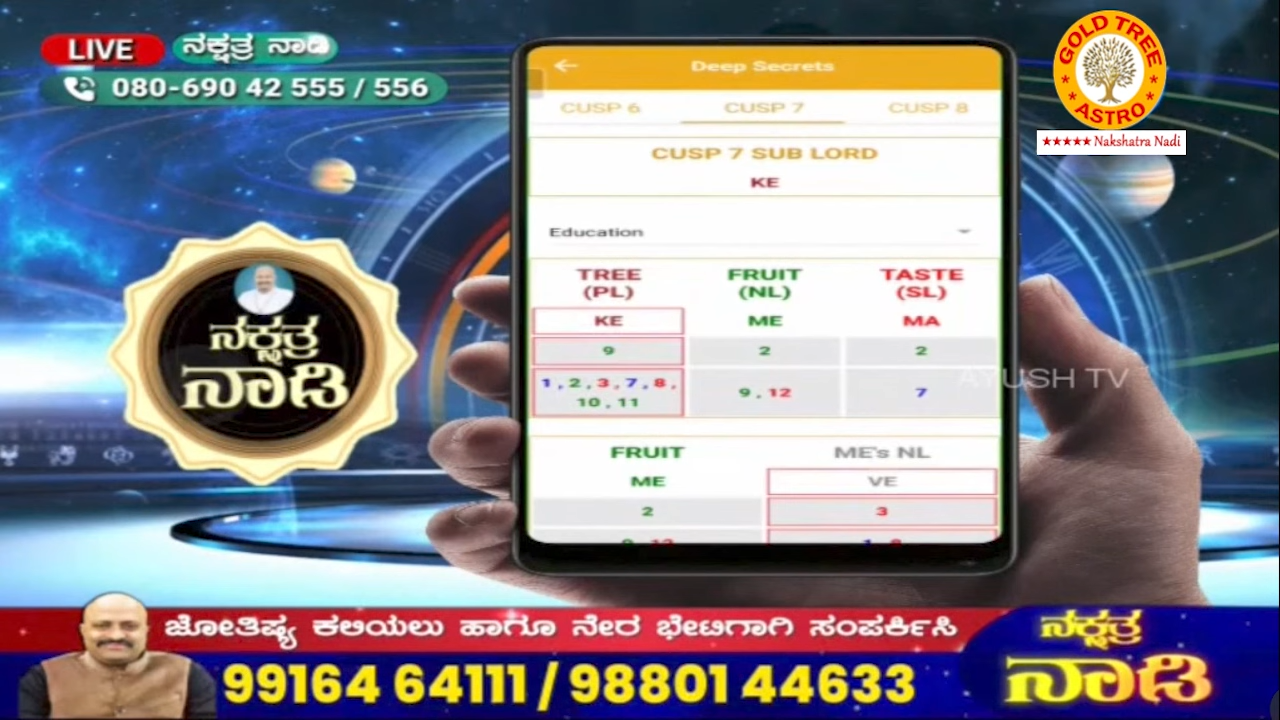 LIVE ನಕ್ಷತ್ರ ನಾಡಿ
080-690 42 555 / 556
GOLD TREE
ASTRO
★★★★★ Nakshatra Nadi
← Deep Secrets
CUSP 6 CUSP 7 CUSP 8
CUSP 7 SUB LORD
KE
Education
TREE FRUIT TASTE
(PL) (NL) (SL)
KE ME MA
9 2 2
1 , 2 , 3 , 7 , 8 , 9 , 12 7
10 , 11
FRUIT ME's NL
ME VE
2 3
AYUSH TV
ನಕ್ಷತ್ರ
ನಾಡಿ
ಜ್ಯೋತಿಷ್ಯ ಕಲಿಯಲು ಹಾಗೂ ನೇರ ಭೇಟಿಗಾಗಿ ಸಂಪರ್ಕಿಸಿ
99164 64111 / 98801 44633
ನಕ್ಷತ್ರ
ನಾಡಿ